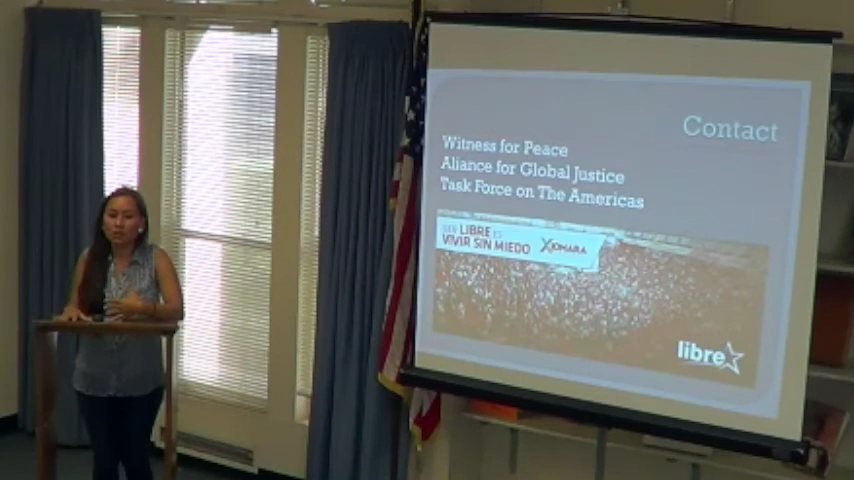 Contact
Witness for Peace
Aliance for Global Justice
Task Force on The Americas
SER LIBRE ES
VIVIR SIN MIEDO
XIOMARA
libre